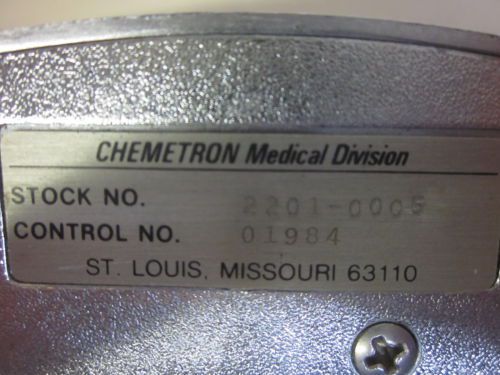 CHEMETRON Medical Division
STOCK NO. 2201-0005
CONTROL NO. 01984
ST. LOUIS, MISSOURI 63110